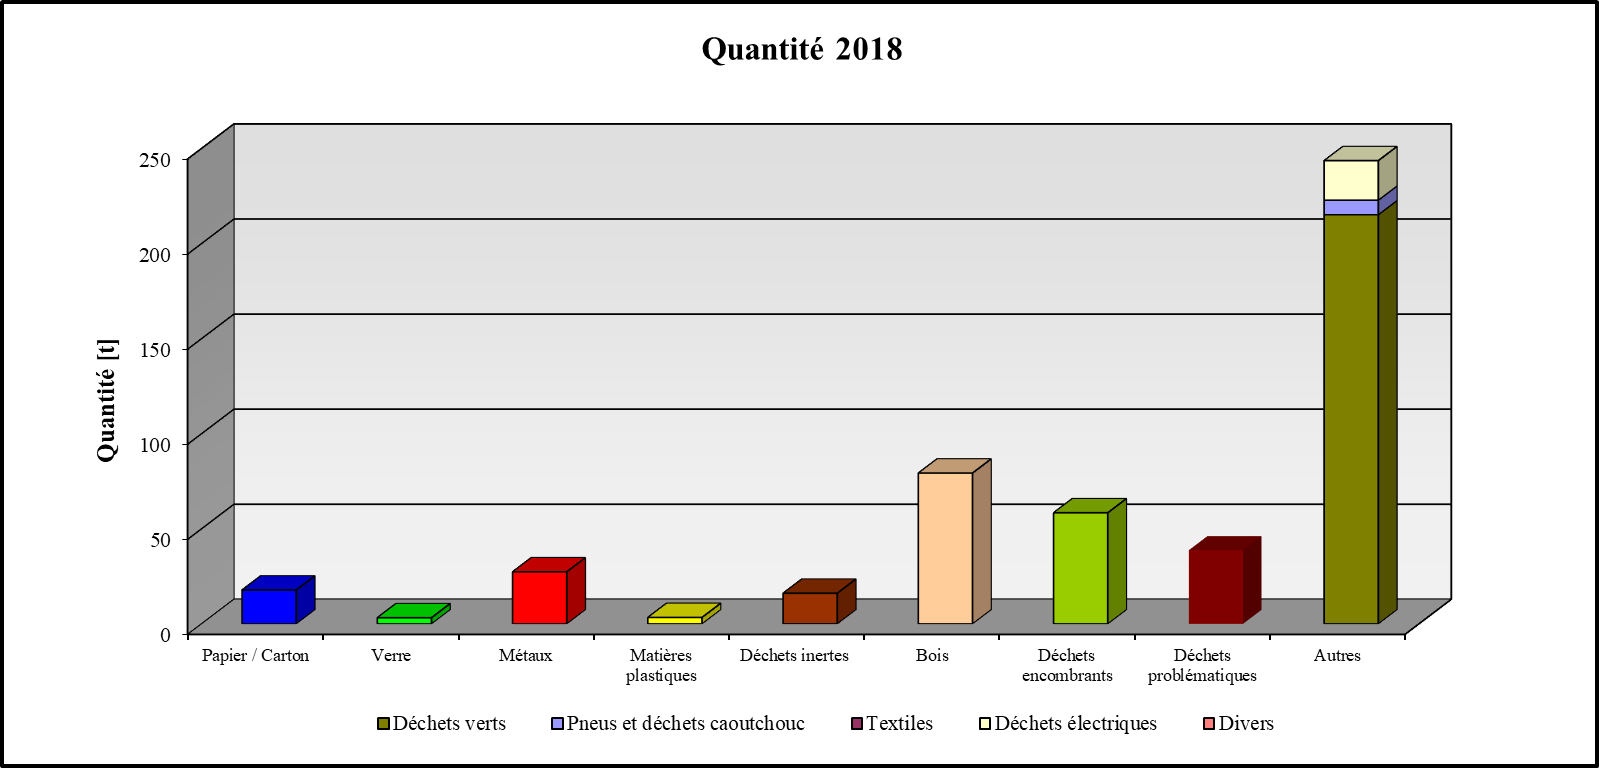 Quantité 2018
Quantité [t]
250
200
150
100
50
0
Papier / Carton
Verre
Métaux
Matières
plastiques
Déchets inertes
Bois
Déchets
encombrants
Déchets
problématiques
Autres
Déchets verts
Pneus et déchets caoutchouc
Textiles
Déchets électriques
Divers